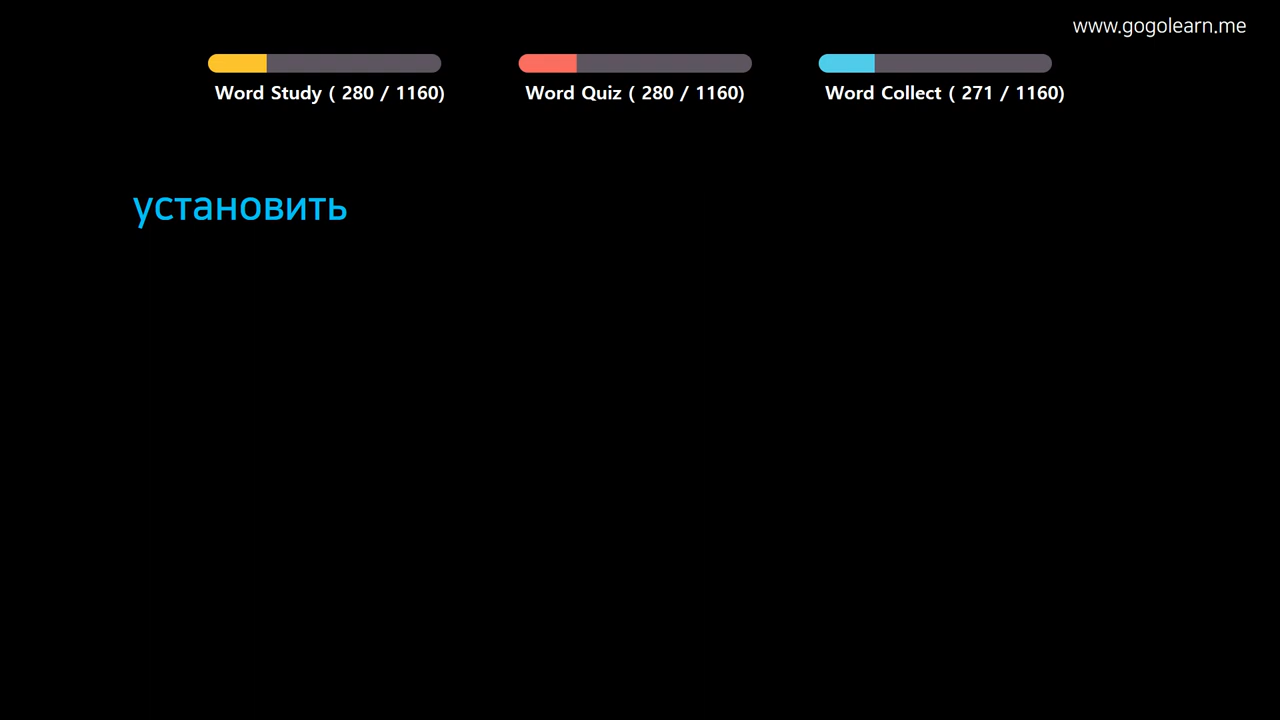 www.gogolearn.me
Word Study ( 280 / 1160)
Word Quiz ( 280 / 1160)
Word Collect ( 271 / 1160)
установить